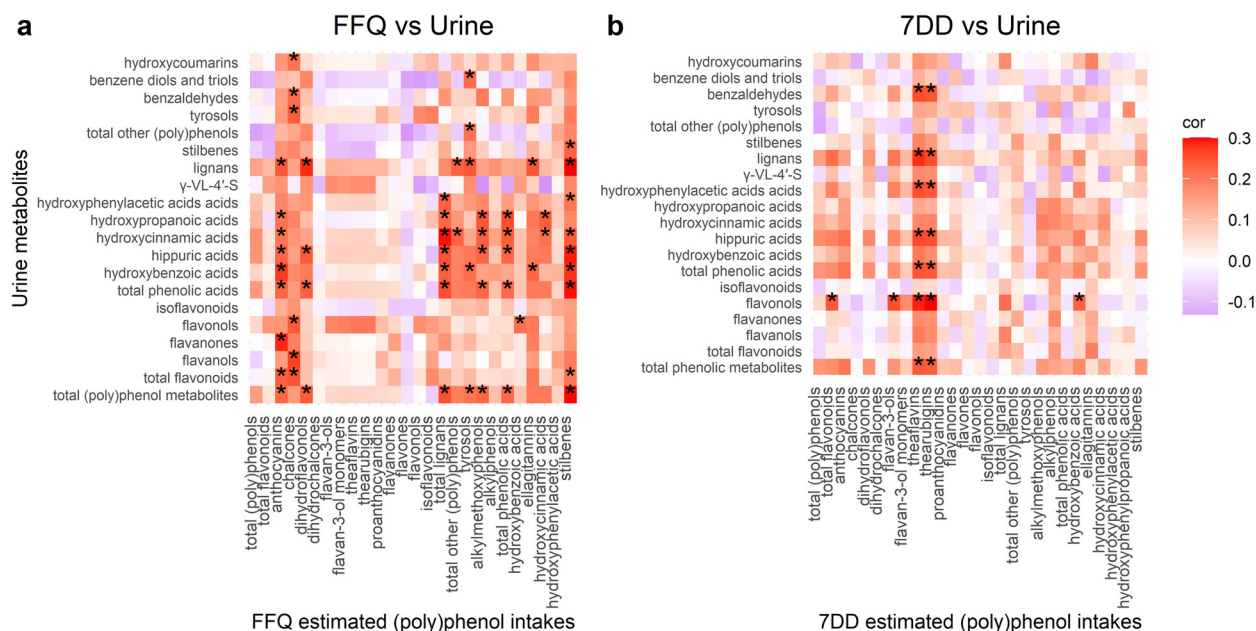 a
FFQ vs Urine
Urine metabolites
hydroxycoumarins
benzene diols and triols
benzaldehydes
tyrosols
total other (poly)phenols
stilbenes
lignans
γ-VL-4′-S
hydroxyphenylacetic acids acids
hydroxypropanoic acids
hydroxycinnamic acids
hippuric acids
hydroxybenzoic acids
total phenolic acids
isoflavonoids
flavonols
flavanones
flavanols
total flavonoids
total (poly)phenol metabolites
total (poly)phenols
total flavonoids
anthocyanins
chalcones
dihydroflavonols
dihydrochalcones
flavan-3-ols
flavan-3-ol monomers
theaflavins
thearubigins
proanthocyanidins
flavanones
flavones
flavonols
isoflavonoids
total lignans
total other (poly)phenols
tyrosols
alkylmethoxyphenols
alkylphenols
total phenolic acids
hydroxybenzoic acids
ellagitannins
hydroxycinnamic acids
hydroxyphenylacetic acids
stilbenes
FFQ estimated (poly)phenol intakes
b
7DD vs Urine
hydroxycoumarins
benzene diols and triols
benzaldehydes
tyrosols
total other (poly)phenols
stilbenes
lignans
γ-VL-4′-S
hydroxyphenylacetic acids acids
hydroxypropanoic acids
hydroxycinnamic acids
hippuric acids
hydroxybenzoic acids
total phenolic acids
isoflavonoids
flavonols
flavanones
flavanols
total flavonoids
total phenolic metabolites
total (poly)phenols
total flavonoids
anthocyanins
chalcones
dihydroflavonols
dihydrochalcones
flavan-3-ols
flavan-3-ol monomers
theaflavins
thearubigins
proanthocyanidins
flavanones
flavones
flavonols
isoflavonoids
total lignans
total other (poly)phenols
tyrosols
alkylmethoxyphenols
alkylphenols
total phenolic acids
hydroxybenzoic acids
ellagitannins
hydroxycinnamic acids
hydroxyphenylacetic acids
hydroxyphenylpropanoic acids
stilbenes
7DD estimated (poly)phenol intakes
cor
0.3
0.2
0.1
0.0
-0.1